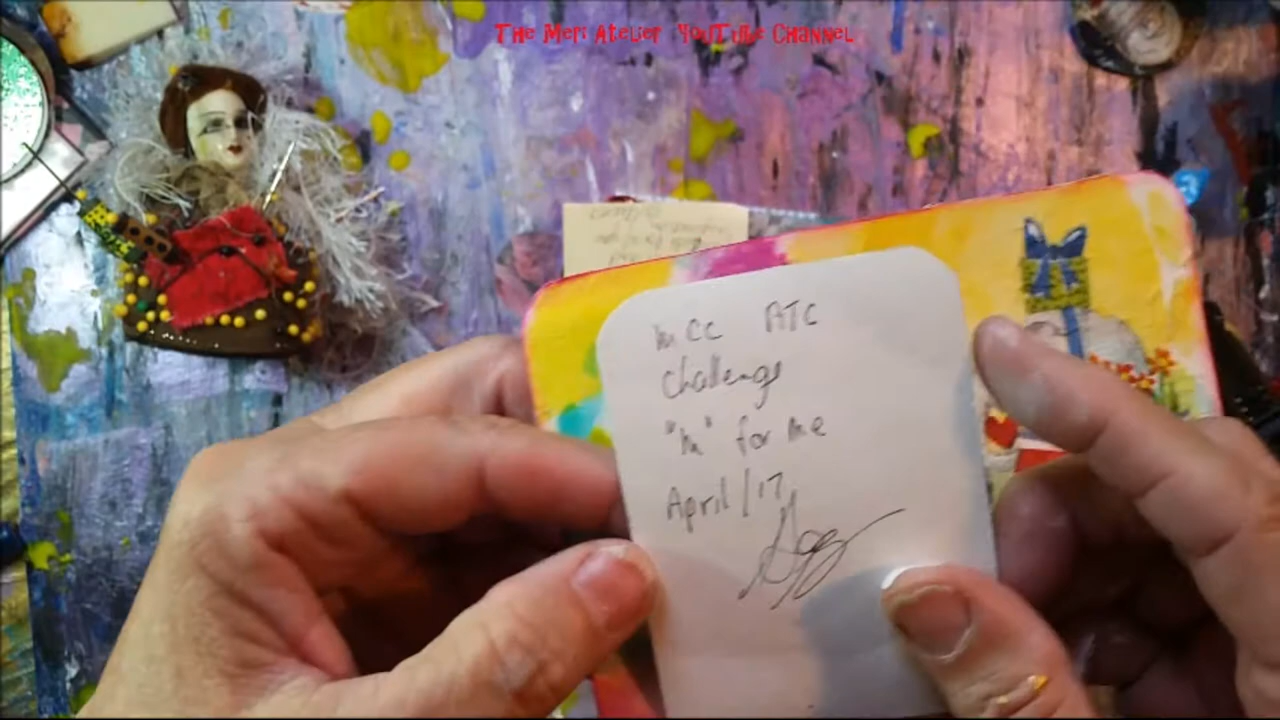 The Meri Atelier YouTube Channel
mcc ATC
challenge
"m" for me
April/17